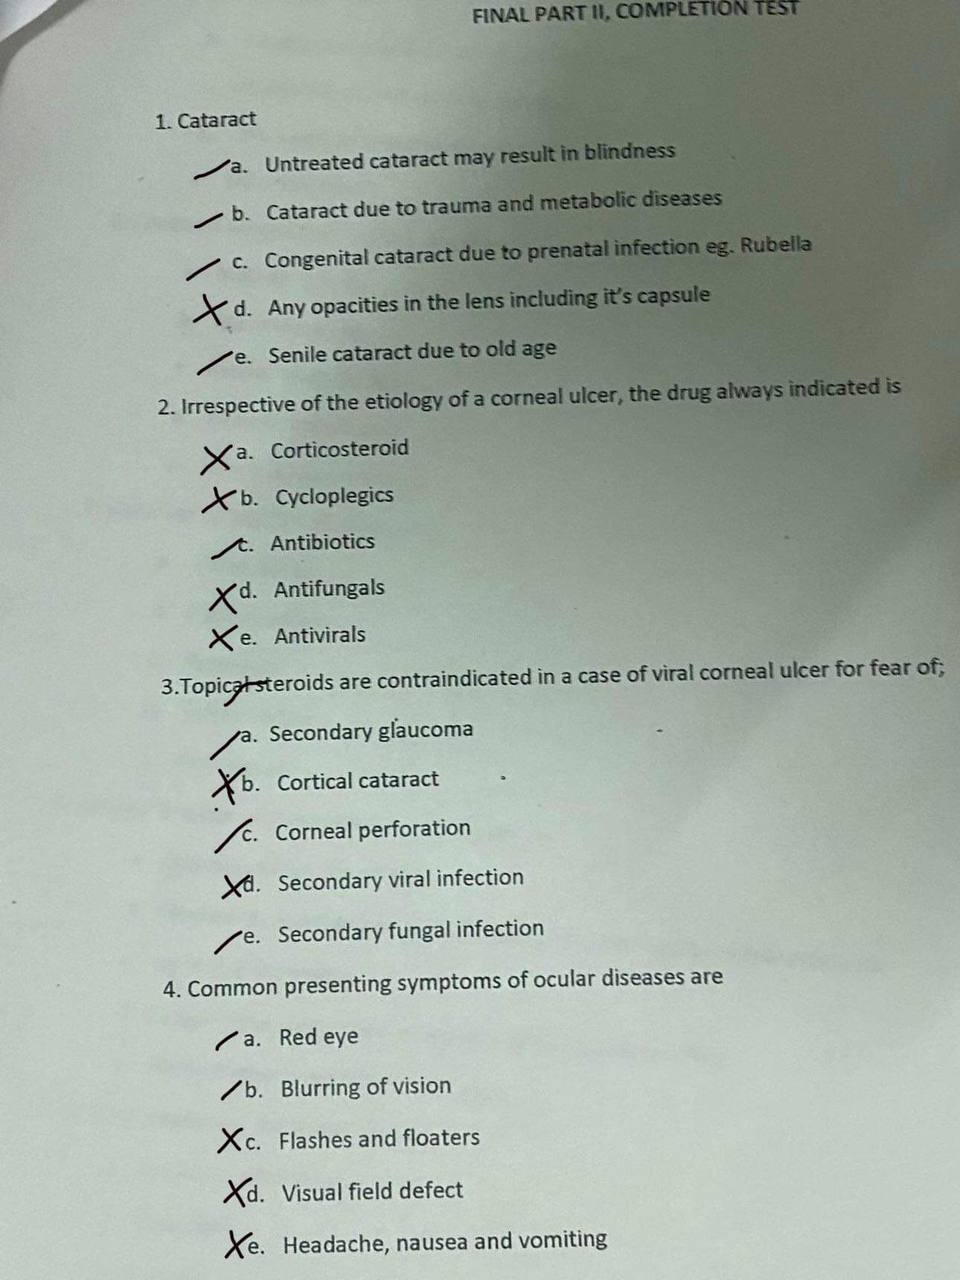 FINAL PART II, COMPLETION TEST
1. Cataract
a. Untreated cataract may result in blindness
b. Cataract due to trauma and metabolic diseases
c. Congenital cataract due to prenatal infection eg. Rubella
d. Any opacities in the lens including it's capsule
e. Senile cataract due to old age
2. Irrespective of the etiology of a corneal ulcer, the drug always indicated is
a. Corticosteroid
b. Cycloplegics
c. Antibiotics
d. Antifungals
e. Antivirals
3.Topical steroids are contraindicated in a case of viral corneal ulcer for fear of;
a. Secondary glaucoma
b. Cortical cataract
c. Corneal perforation
d. Secondary viral infection
e. Secondary fungal infection
4. Common presenting symptoms of ocular diseases are
a. Red eye
b. Blurring of vision
c. Flashes and floaters
d. Visual field defect
e. Headache, nausea and vomiting